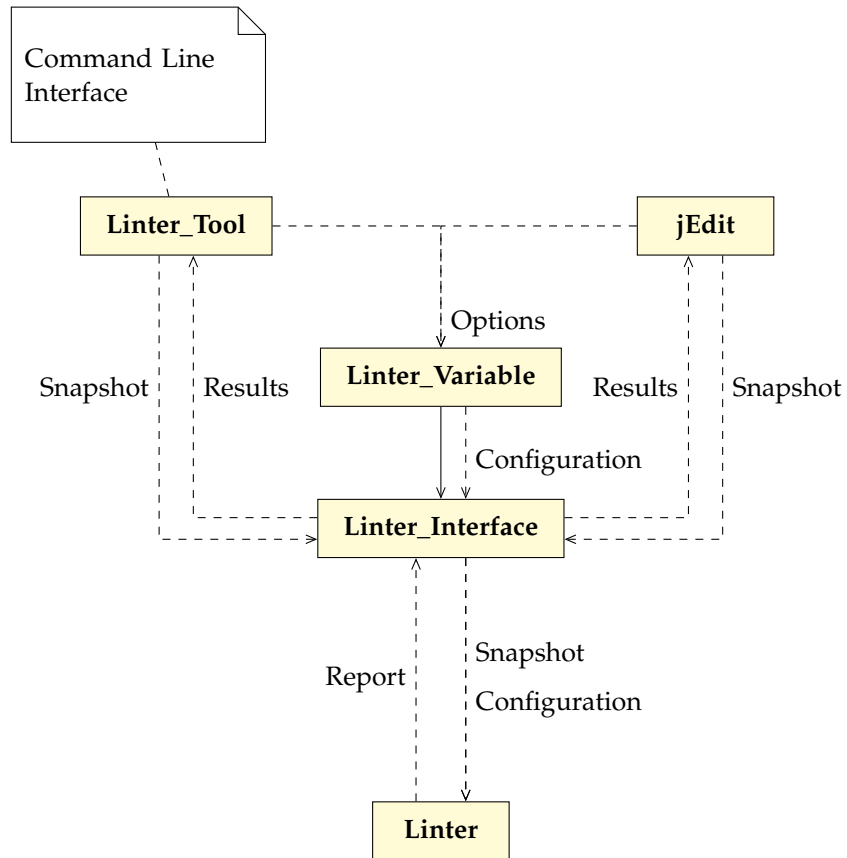 Command Line
Interface
Linter_Tool
jEdit
Options
Linter_Variable
Snapshot
Results
Results
Snapshot
Configuration
Linter_Interface
Snapshot
Report
Configuration
Linter